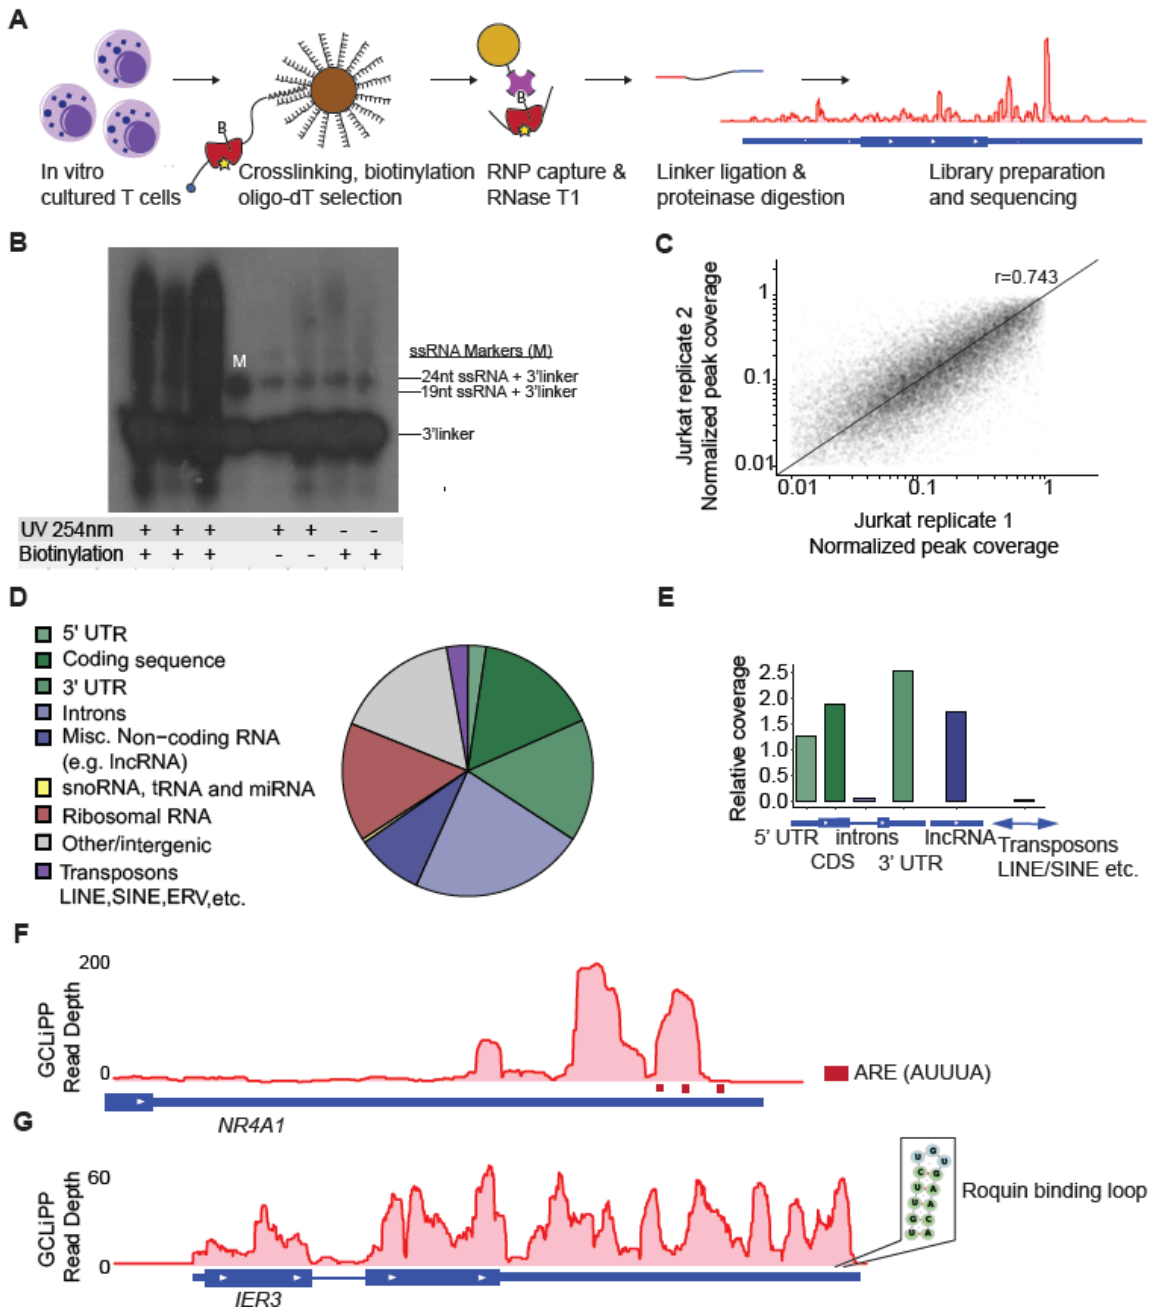 A
B
B
In vitro
cultured T cells
Crosslinking, biotinylation
oligo-dT selection
RNP capture &
RNase T1
Linker ligation &
proteinase digestion
Library preparation
and sequencing
B
M
ssRNA Markers (M)
24nt ssRNA + 3'linker
19nt ssRNA + 3'linker
3'linker
UV 254nm + + + + + - -
Biotinylation + + + - - + +
C
Jurkat replicate 2
Normalized peak coverage
1
0.1
0.01
r=0.743
0.01 0.1 1
Jurkat replicate 1
Normalized peak coverage
D
5' UTR
Coding sequence
3' UTR
Introns
Misc. Non-coding RNA
(e.g. lncRNA)
snoRNA, tRNA and miRNA
Ribosomal RNA
Other/intergenic
Transposons
LINE,SINE,ERV,etc.
E
Relative coverage
2.5
2.0
1.5
1.0
0.5
0.0
5' UTR
CDS
introns
3' UTR
lncRNA
Transposons
LINE/SINE etc.
F
GCLiPP
Read Depth
200
0
ARE (AUUUA)
NR4A1
G
GCLiPP
Read Depth
60
0
IER3
G
U U
C G
U A
U A
G C
U A
Roquin binding loop